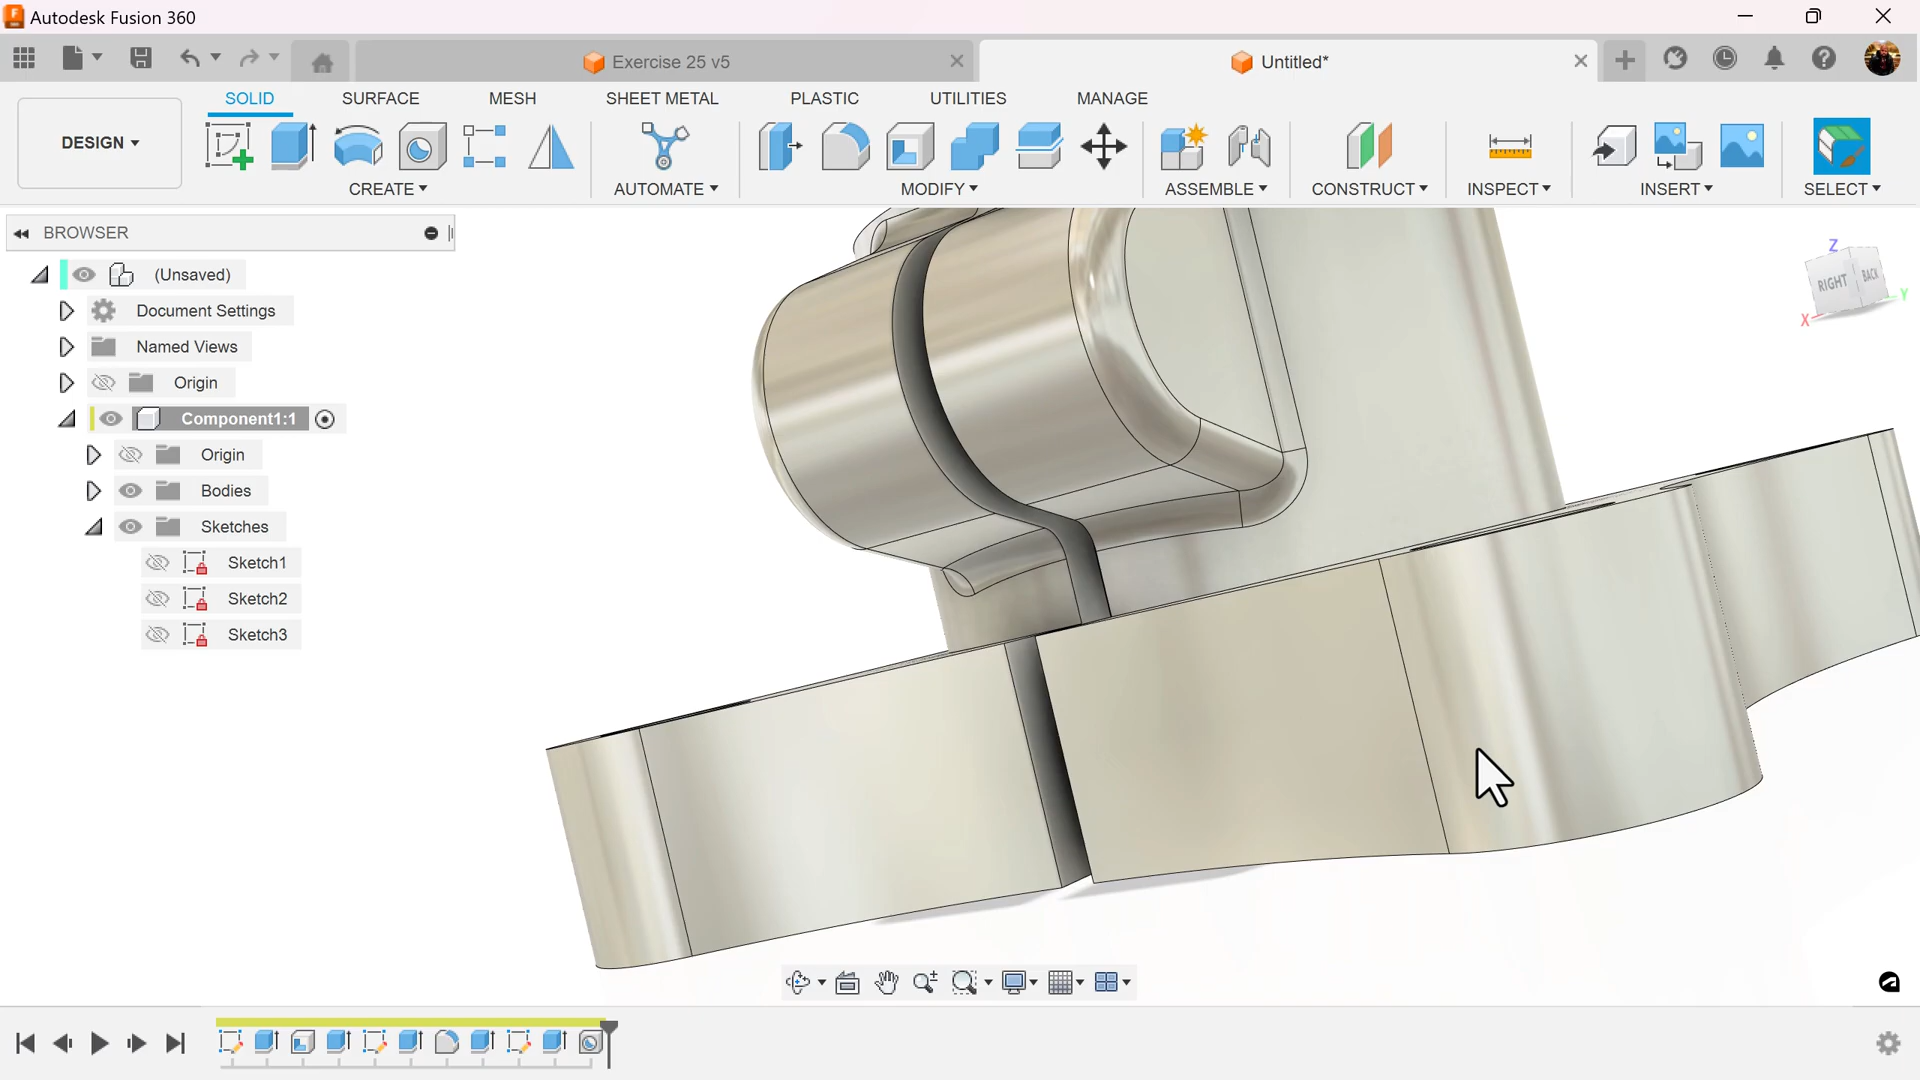 Autodesk Fusion 360
Exercise 25 v5
Untitled*
DESIGN
SOLID
SURFACE
MESH
SHEET METAL
PLASTIC
UTILITIES
MANAGE
CREATE
AUTOMATE
MODIFY
ASSEMBLE
CONSTRUCT
INSPECT
INSERT
SELECT
BROWSER
(Unsaved)
Document Settings
Named Views
Origin
Component1:1
Origin
Bodies
Sketches
Sketch1
Sketch2
Sketch3
Z
RIGHT
BACK
Y
X